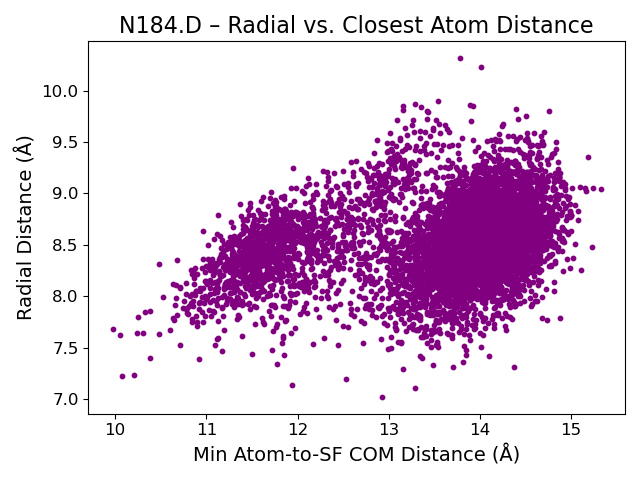 N184.D – Radial vs. Closest Atom Distance
Radial Distance (Å)
10.0
9.5
9.0
8.5
8.0
7.5
7.0
10 11 12 13 14 15
Min Atom-to-SF COM Distance (Å)